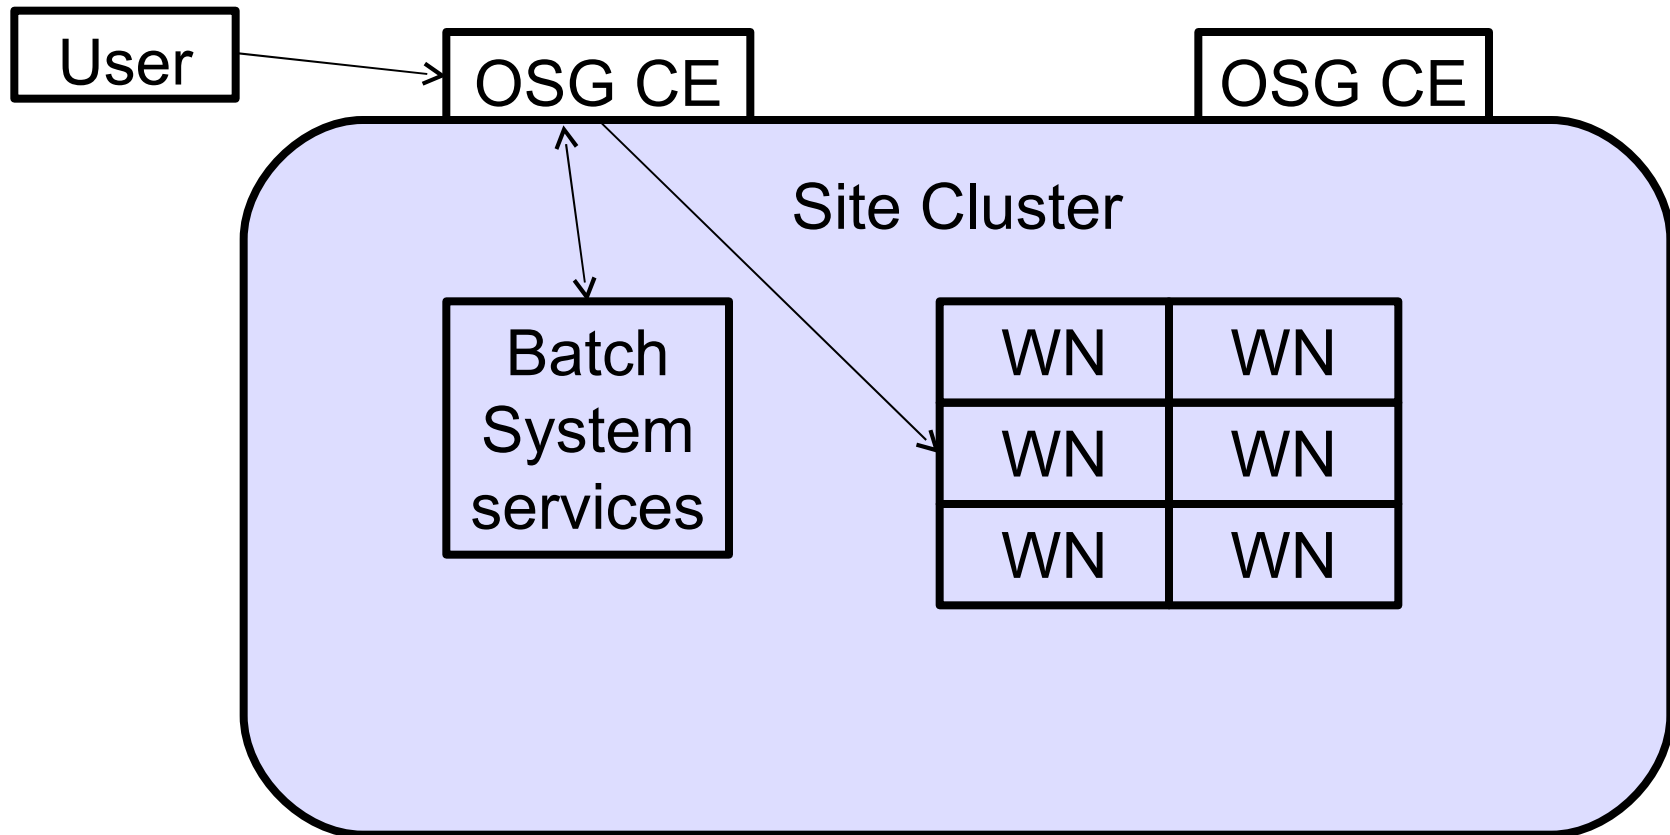 User
OSG CE
OSG CE
Site Cluster
Batch
System
services
WN
WN
WN
WN
WN
WN